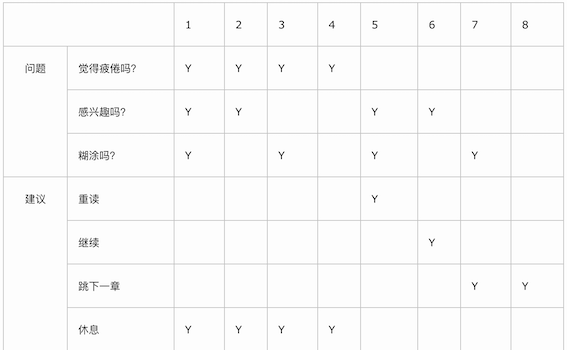 1 2 3 4 5 6 7 8
问题 觉得疲倦吗? Y Y Y Y
感兴趣吗? Y Y Y Y
糊涂吗? Y Y Y Y
建议 重读 Y
继续 Y
跳下一章 Y Y
休息 Y Y Y Y